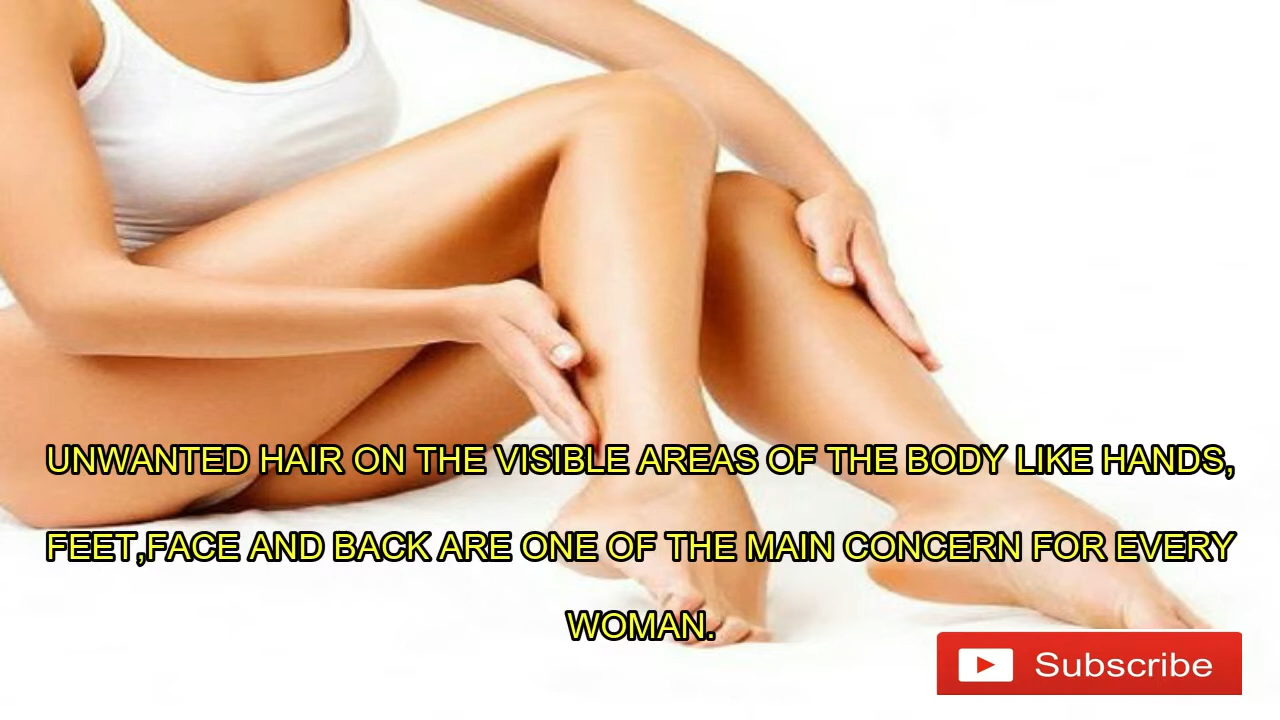 UNWANTED HAIR ON THE VISIBLE AREAS OF THE BODY LIKE HANDS,
FEET,FACE AND BACK ARE ONE OF THE MAIN CONCERN FOR EVERY
WOMAN.
Subscribe